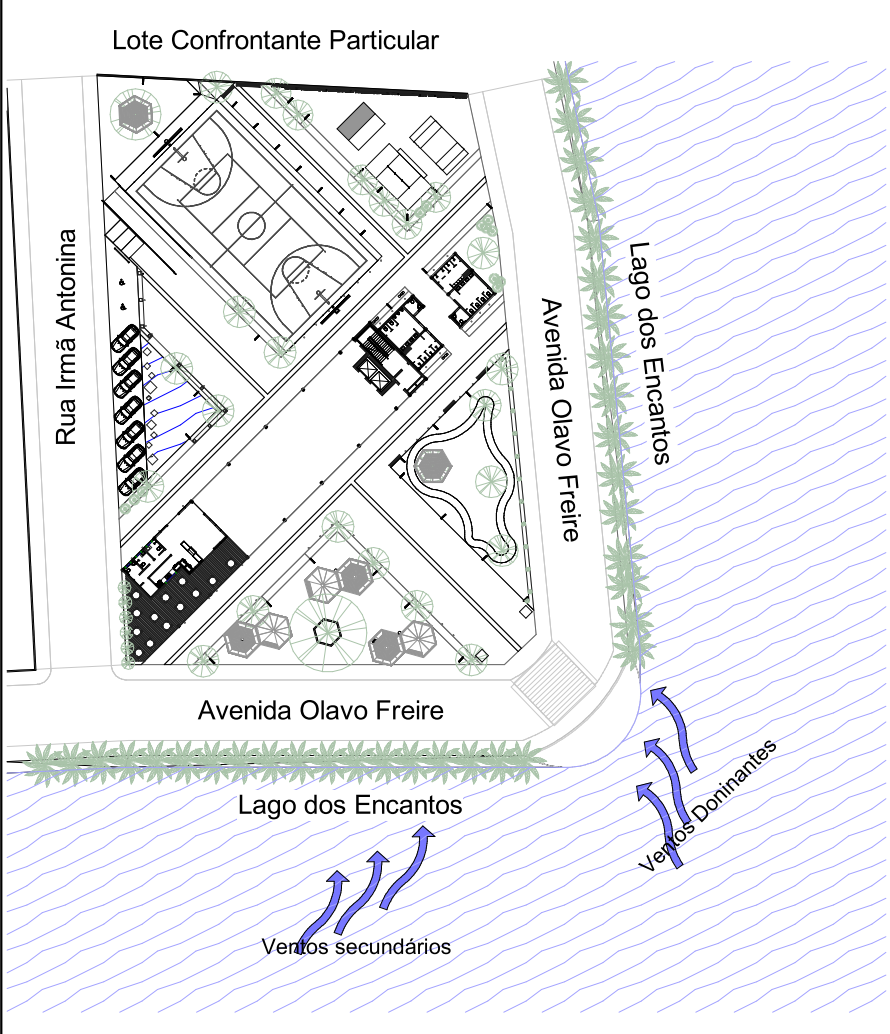 Lote Confrontante Particular
Rua Irmã Antonina
Lago dos Encantos
Avenida Olavo Freire
Avenida Olavo Freire
Lago dos Encantos
Ventos Doninantes
Ventos secundários